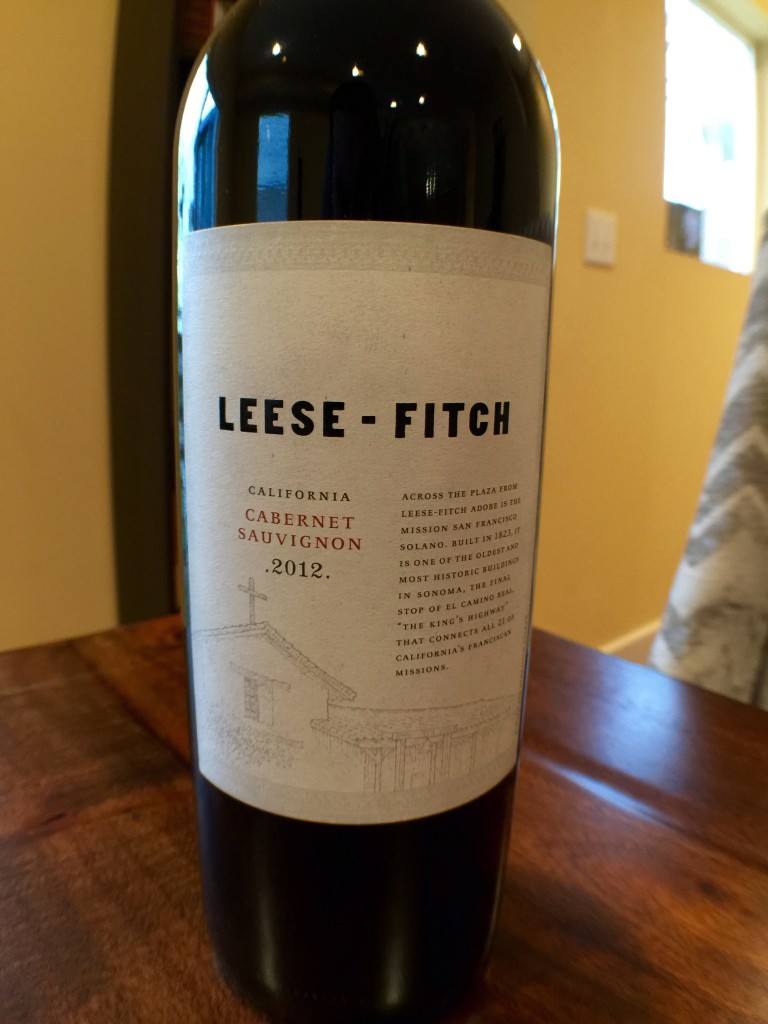 LEESE - FITCH
CALIFORNIA
CABERNET
SAUVIGNON
.2012.
ACROSS THE PLAZA FROM
LEESE-FITCH ADOBE IS THE
MISSION SAN FRANCISCO
SOLANO. BUILT IN 1823, IT
IS ONE OF THE OLDEST AND
MOST HISTORIC BUILDINGS
IN SONOMA, THE FINAL
STOP OF EL CAMINO REAL,
"THE KING'S HIGHWAY"
THAT CONNECTS ALL 21 OF
CALIFORNIA'S FRANCISCAN
MISSIONS.